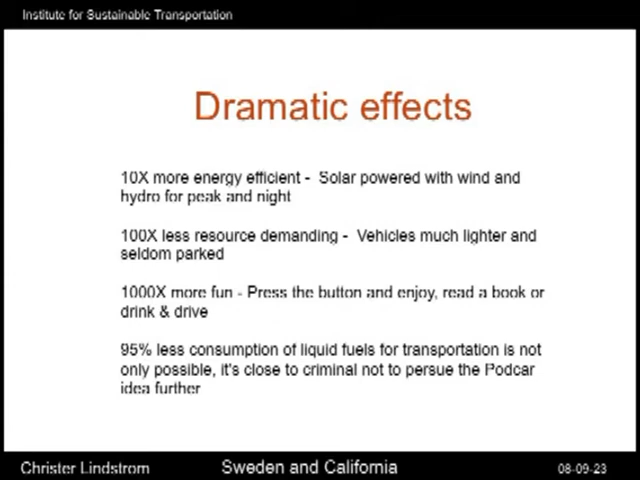 Institute for Sustainable Transportation
Dramatic effects
10X more energy efficient - Solar powered with wind and
hydro for peak and night
100X less resource demanding - Vehicles much lighter and
seldom parked
1000X more fun - Press the button and enjoy, read a book or
drink & drive
95% less consumption of liquid fuels for transportation is not
only possible, it's close to criminal not to persue the Podcar
idea further
Christer Lindstrom
Sweden and California
08-09-23